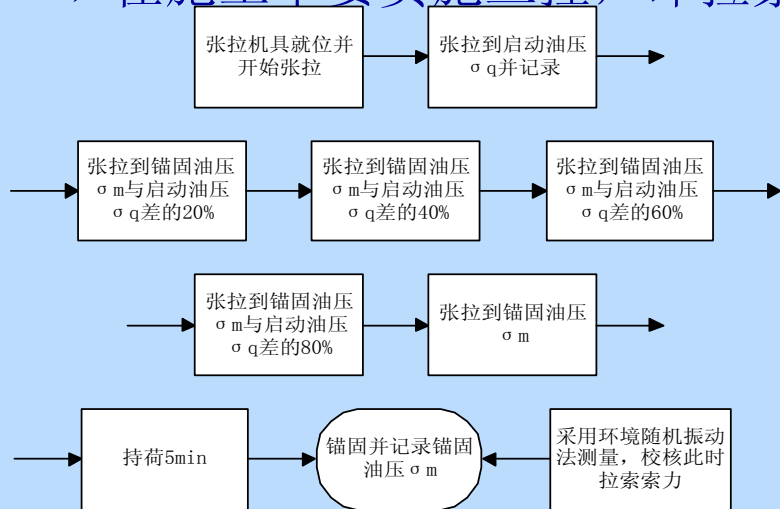 张拉机具就位并
开始张拉
张拉到启动油压
σq并记录
张拉到锚固油压
σm与启动油压
σq差的20%
张拉到锚固油压
σm与启动油压
σq差的40%
张拉到锚固油压
σm与启动油压
σq差的60%
张拉到锚固油压
σm与启动油压
σq差的80%
张拉到锚固油压
σm
持荷5min
锚固并记录锚固
油压σm
采用环境随机振动
法测量，校核此时
拉索索力